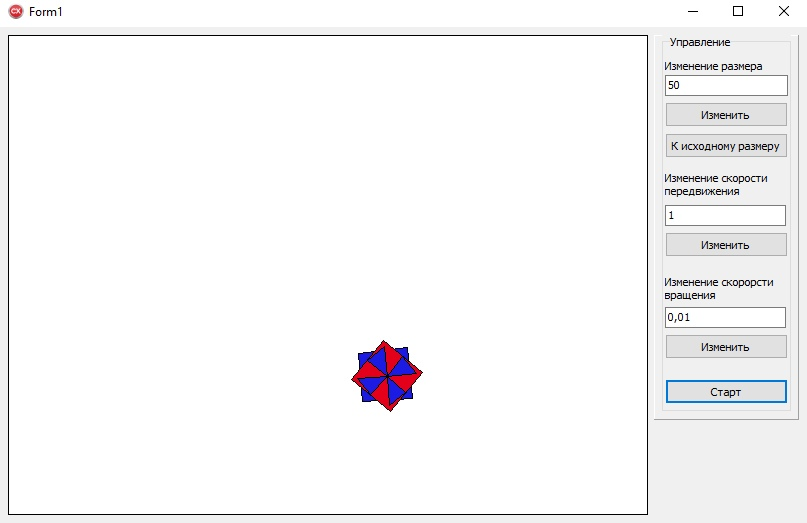 Form1
Управление
Изменение размера
50
Изменить
К исходному размеру
Изменение скорости
передвижения
1
Изменить
Изменение скорорсти
вращения
0,01
Изменить
Старт